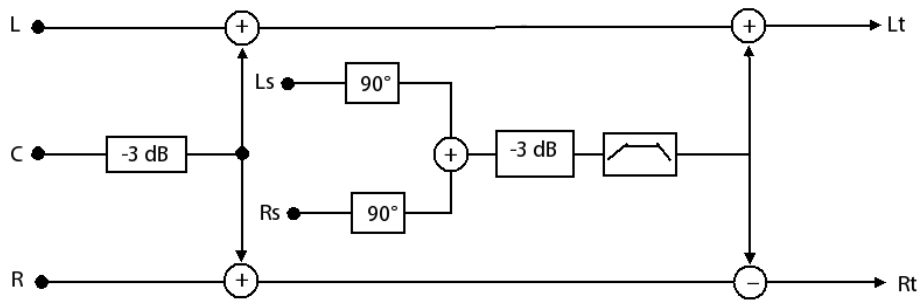 L + + Lt
Ls 90°
C -3 dB + -3 dB
Rs 90°
R + − Rt